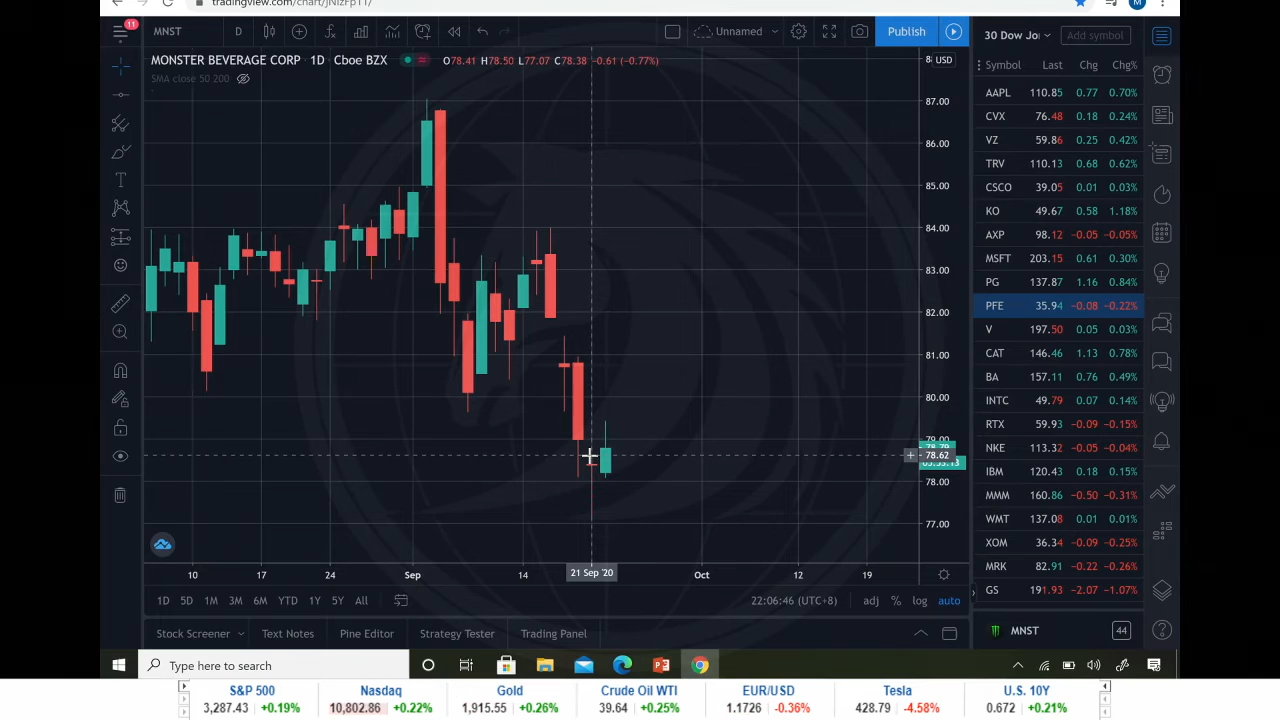 tradingview.com/chart/JNIzFp1T/
M
11
MNST
D
Unnamed
Publish
30 Dow Jo
Add symbol
MONSTER BEVERAGE CORP • 1D • Cboe BZX
O78.41 H78.50 L77.07 C78.38 -0.61 (-0.77%)
USD
SMA close 50 200
Symbol Last Chg Chg%
AAPL 110.85 0.77 0.70%
CVX 76.48 0.18 0.24%
VZ 59.86 0.25 0.42%
TRV 110.13 0.68 0.62%
CSCO 39.05 0.01 0.03%
KO 49.67 0.58 1.18%
AXP 98.12 -0.05 -0.05%
MSFT 203.15 0.61 0.30%
PG 137.87 1.16 0.84%
PFE 35.94 -0.08 -0.22%
V 197.50 0.05 0.03%
CAT 146.46 1.13 0.78%
BA 157.11 0.76 0.49%
INTC 49.79 0.07 0.14%
RTX 59.93 -0.09 -0.15%
NKE 113.32 -0.05 -0.04%
IBM 120.43 0.18 0.15%
MMM 160.86 -0.50 -0.31%
WMT 137.08 0.01 0.01%
XOM 36.34 -0.09 -0.25%
MRK 82.91 -0.22 -0.26%
GS 191.93 -2.07 -1.07%
MNST
44
87.00
86.00
85.00
84.00
83.00
82.00
81.00
80.00
79.00
78.79
78.62
78.00
77.00
10 17 24 Sep 14 21 Sep '20 Oct 12 19
1D 5D 1M 3M 6M YTD 1Y 5Y All
22:06:46 (UTC+8)
adj % log auto
Stock Screener Text Notes Pine Editor Strategy Tester Trading Panel
Type here to search
S&P 500 Nasdaq Gold Crude Oil WTI EUR/USD Tesla U.S. 10Y
3,287.43 +0.19% 10,802.86 +0.22% 1,915.55 +0.26% 39.64 +0.25% 1.1726 -0.36% 428.79 -4.58% 0.672 +0.21%